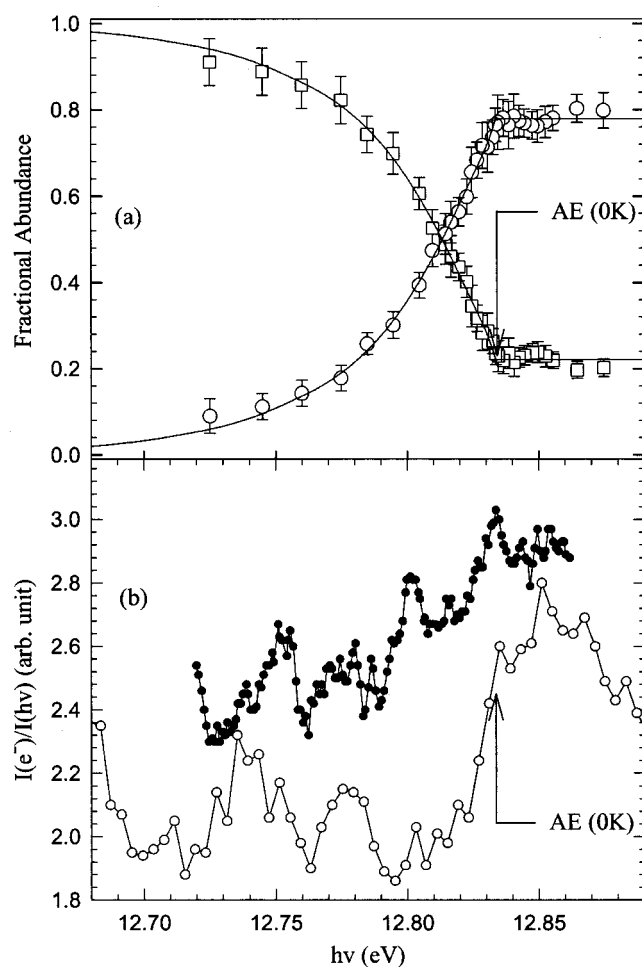 1.0
0.8
0.6
0.4
0.2
0.0
Fractional Abundance
(a)
AE (0K)
3.0
2.8
2.6
2.4
2.2
2.0
1.8
I(e⁻)/I(hν) (arb. unit)
(b)
AE (0K)
12.70 12.75 12.80 12.85
hν (eV)